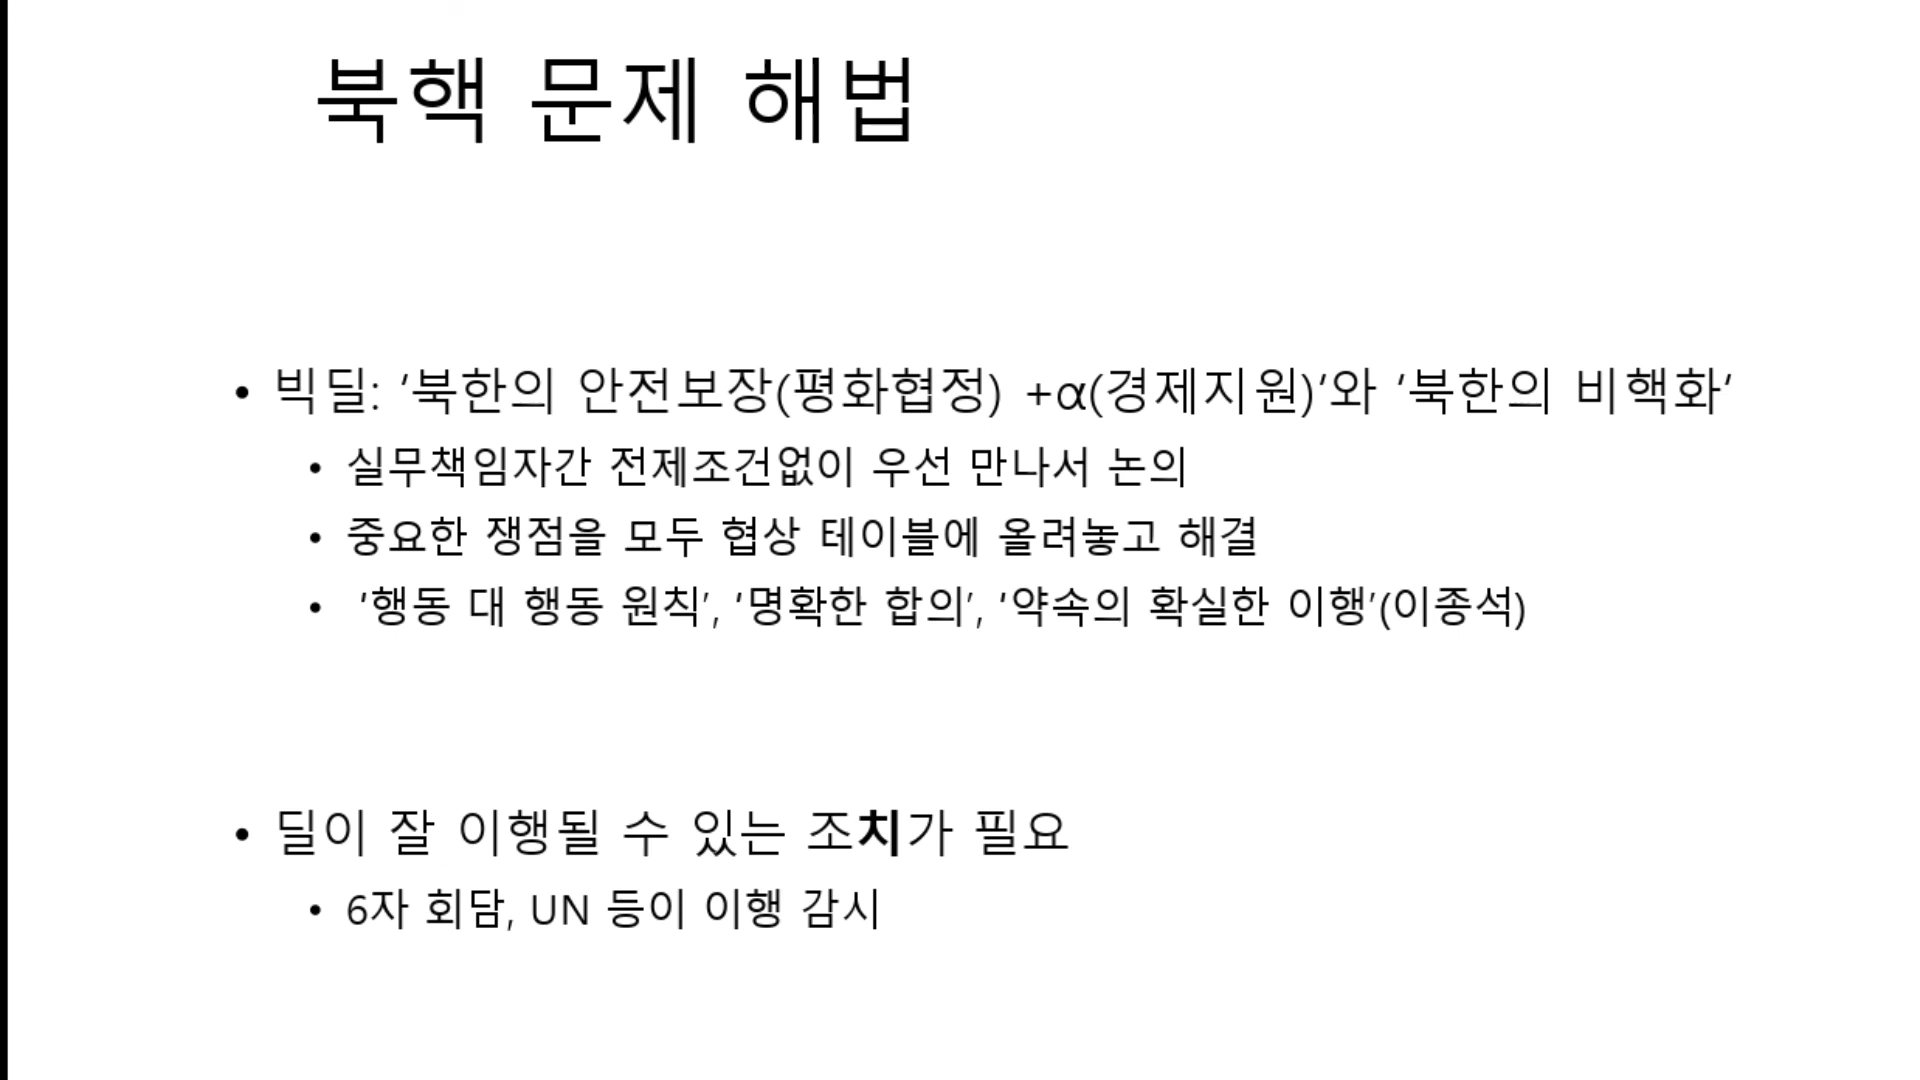 북핵 문제 해법
• 빅딜: ‘북한의 안전보장(평화협정) +α(경제지원)’와 ‘북한의 비핵화‘
• 실무책임자간 전제조건없이 우선 만나서 논의
• 중요한 쟁점을 모두 협상 테이블에 올려놓고 해결
• ‘행동 대 행동 원칙’, ‘명확한 합의’, ‘약속의 확실한 이행’(이종석)
• 딜이 잘 이행될 수 있는 조치가 필요
• 6자 회담, UN 등이 이행 감시